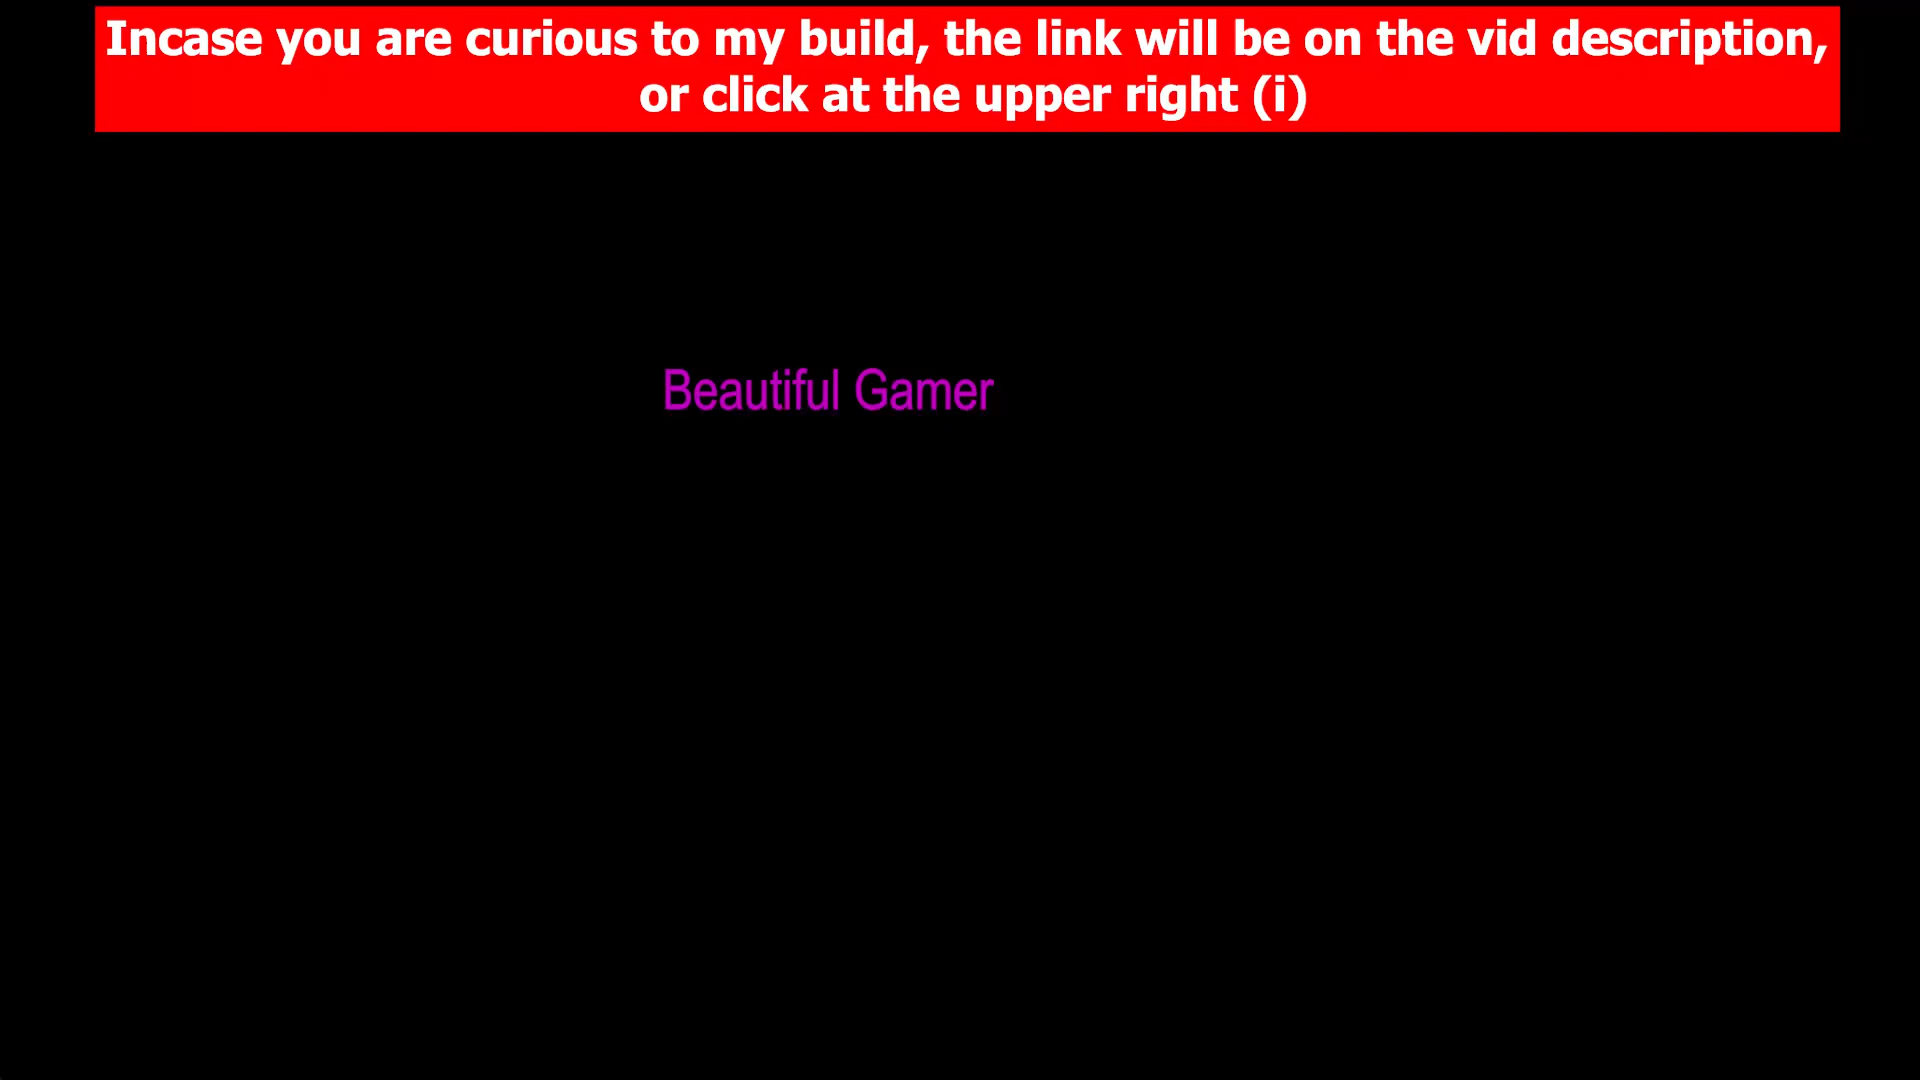 Incase you are curious to my build, the link will be on the vid description,
or click at the upper right (i)
Beautiful Gamer